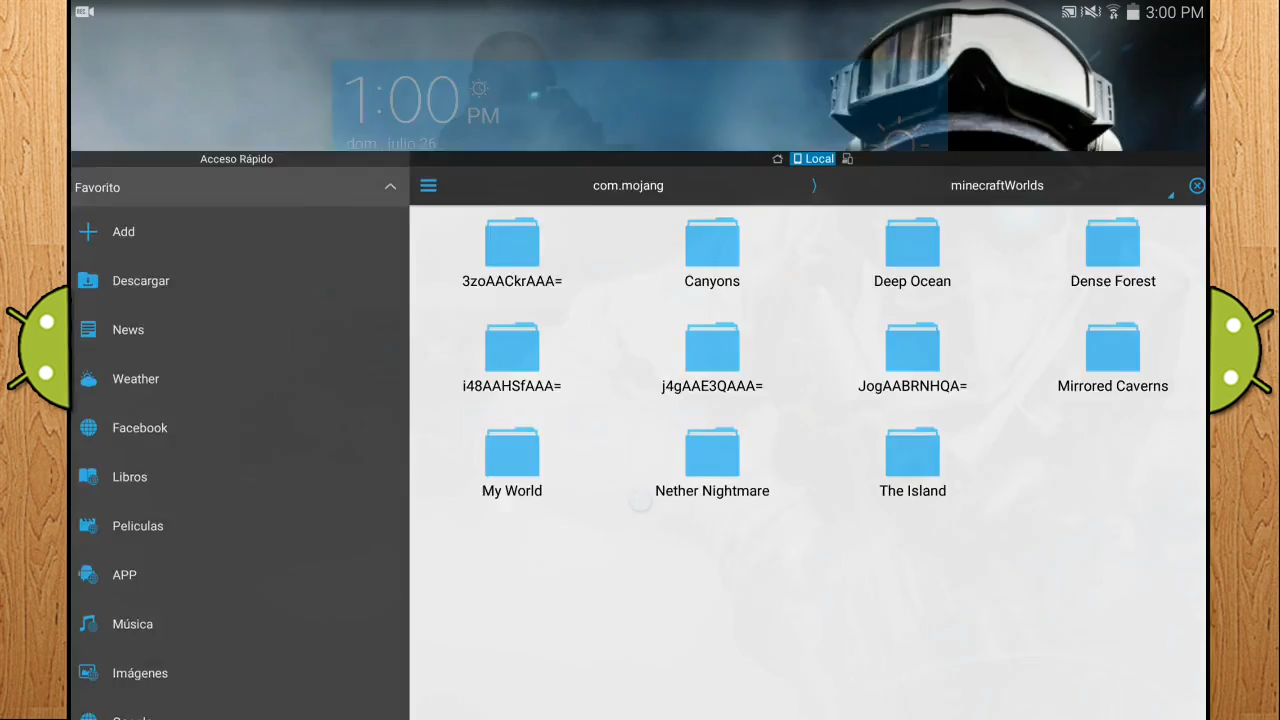 REC
3:00 PM
1:00
PM
dom., julio 26
Acceso Rápido
Local
Favorito
com.mojang
minecraftWorlds
Add
Descargar
News
Weather
Facebook
Libros
Peliculas
APP
Música
Imágenes
3zoAACkrAAA=
Canyons
Deep Ocean
Dense Forest
i48AAHSfAAA=
j4gAAE3QAAA=
JogAABRNHQA=
Mirrored Caverns
My World
Nether Nightmare
The Island